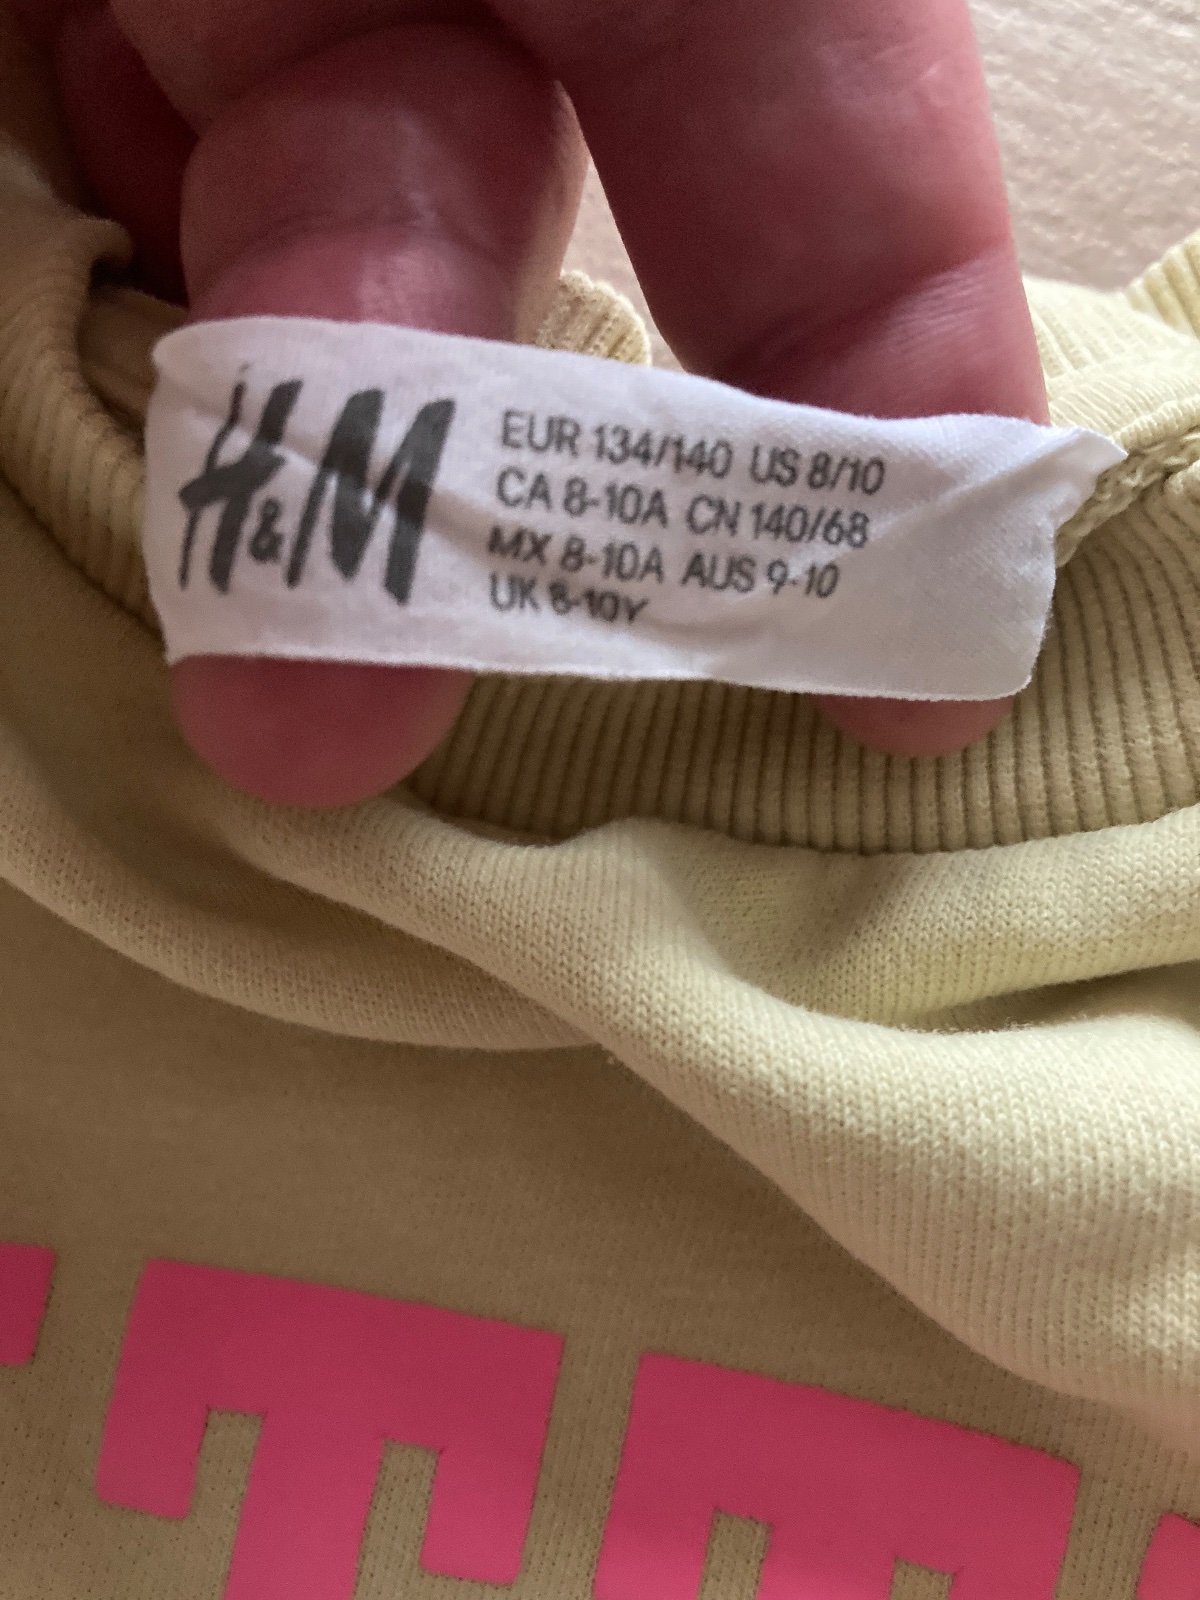 H&M
EUR 134/140 US 8/10
CA 8-10A CN 140/68
MX 8-10A AUS 9-10
UK 8-10Y